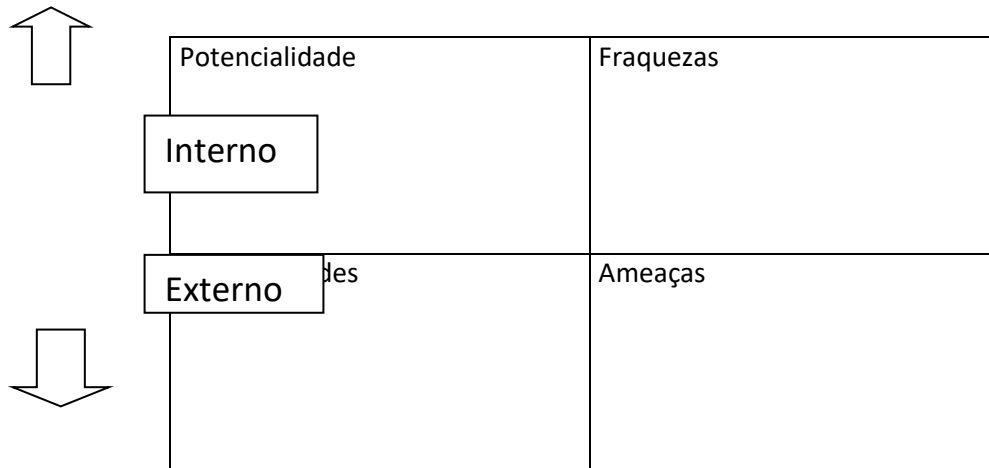 Potencialidade
Fraquezas
Interno
Externo
des
Ameaças